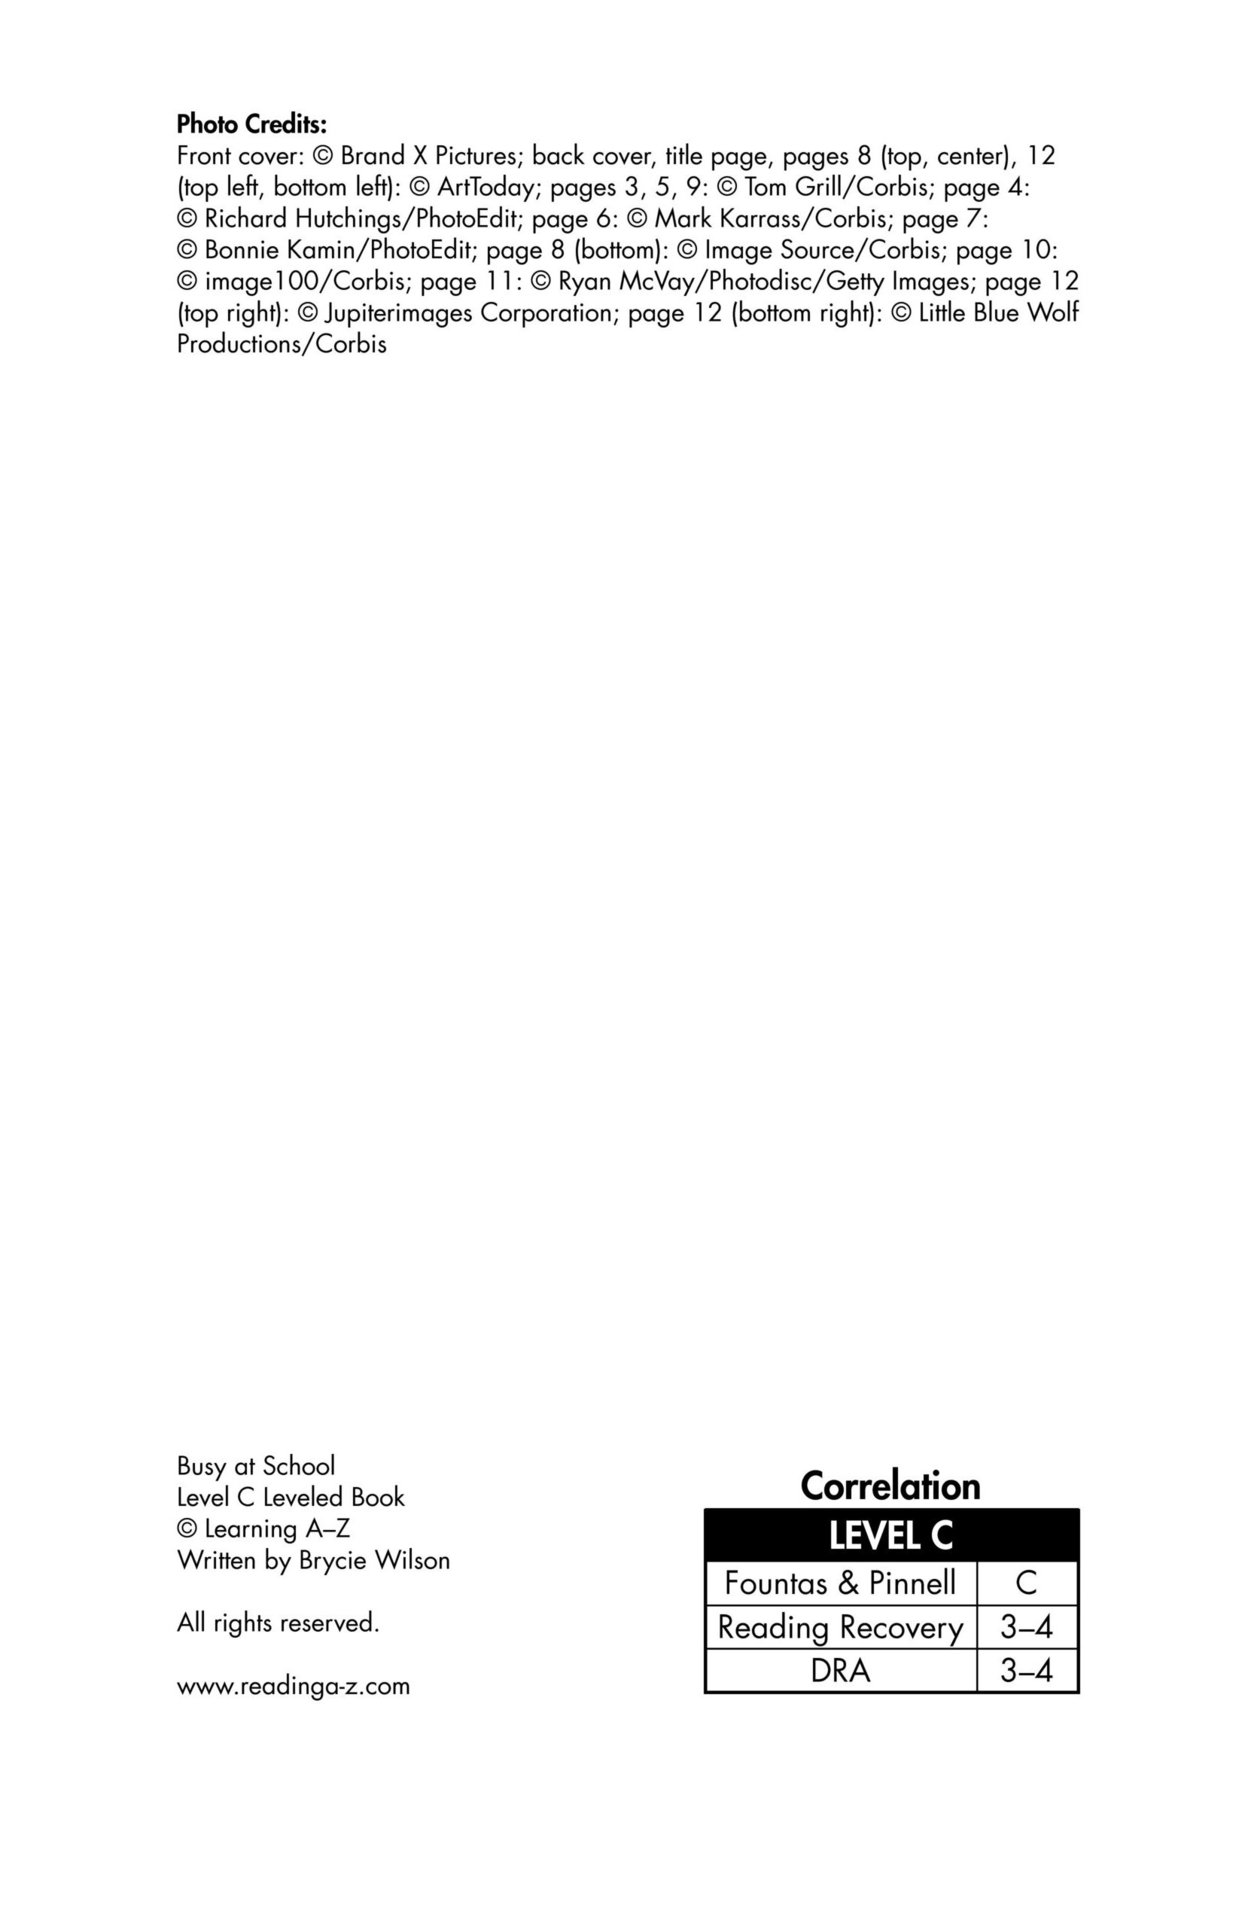 Photo Credits:
Front cover: © Brand X Pictures; back cover, title page, pages 8 (top, center), 12
(top left, bottom left): © ArtToday; pages 3, 5, 9: © Tom Grill/Corbis; page 4:
© Richard Hutchings/PhotoEdit; page 6: © Mark Karrass/Corbis; page 7:
© Bonnie Kamin/PhotoEdit; page 8 (bottom): © Image Source/Corbis; page 10:
© image100/Corbis; page 11: © Ryan McVay/Photodisc/Getty Images; page 12
(top right): © Jupiterimages Corporation; page 12 (bottom right): © Little Blue Wolf
Productions/Corbis
Busy at School
Level C Leveled Book
© Learning A–Z
Written by Brycie Wilson
All rights reserved.
www.readinga-z.com
Correlation
LEVEL C
Fountas & Pinnell C
Reading Recovery 3–4
DRA 3–4